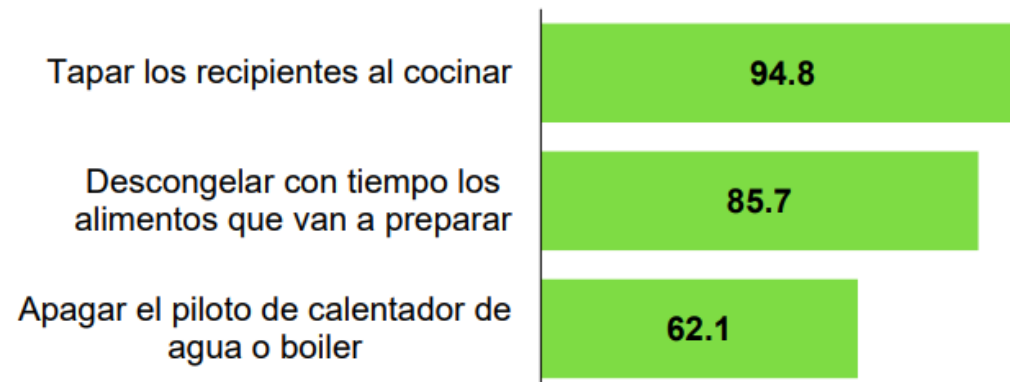 Tapar los recipientes al cocinar
94.8
Descongelar con tiempo los
alimentos que van a preparar
85.7
Apagar el piloto de calentador de
agua o boiler
62.1